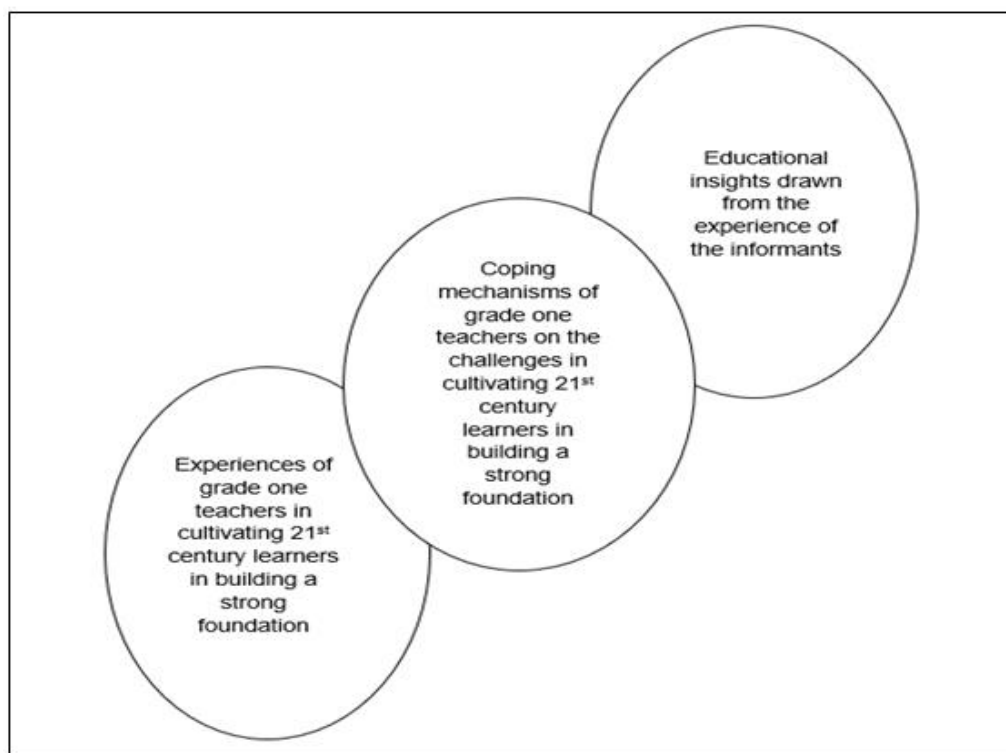 Educational
insights drawn
from the
experience of
the informants
Coping
mechanisms of
grade one
teachers on the
challenges in
cultivating 21st
century
learners in
building a
strong
foundation
Experiences of
grade one
teachers in
cultivating 21st
century learners
in building a
strong
foundation